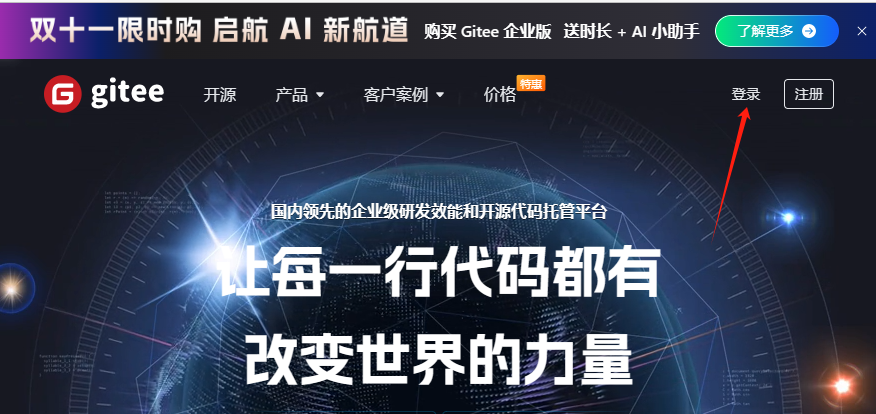 双十一限时购 启航 AI 新航道 购买 Gitee 企业版 送时长 + AI 小助手 了解更多
gitee 开源 产品 客户案例 价格 特惠 登录 注册
国内领先的企业级研发效能和开源代码托管平台
让每一行代码都有
改变世界的力量